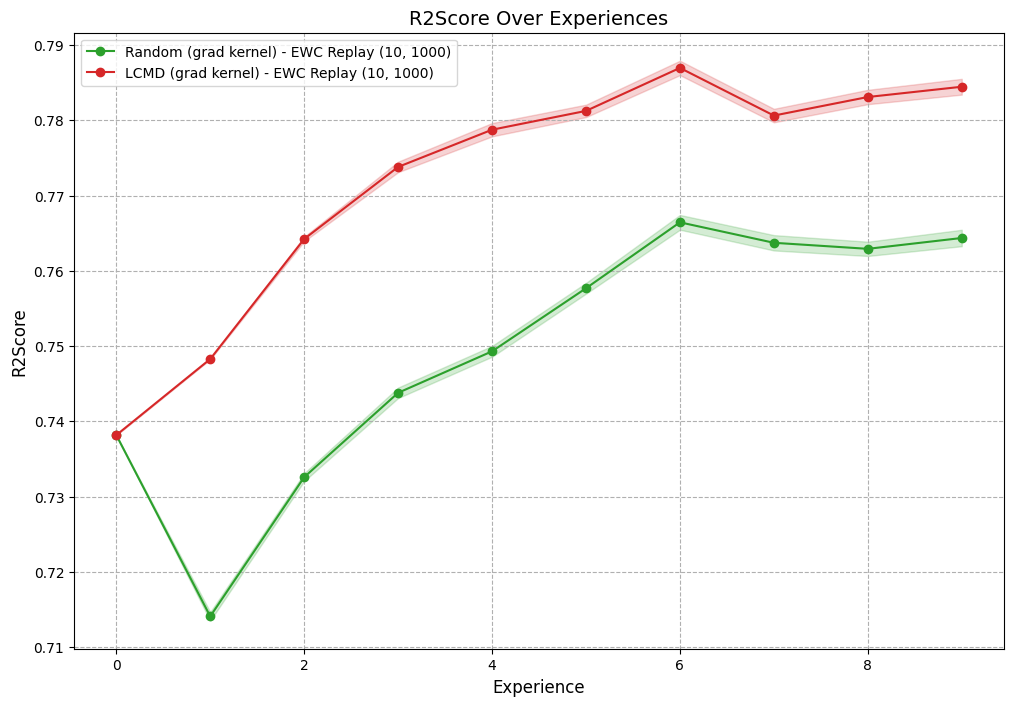 R2Score Over Experiences
Random (grad kernel) - EWC Replay (10, 1000)
LCMD (grad kernel) - EWC Replay (10, 1000)
R2Score
0.79
0.78
0.77
0.76
0.75
0.74
0.73
0.72
0.71
0
2
4
6
8
Experience